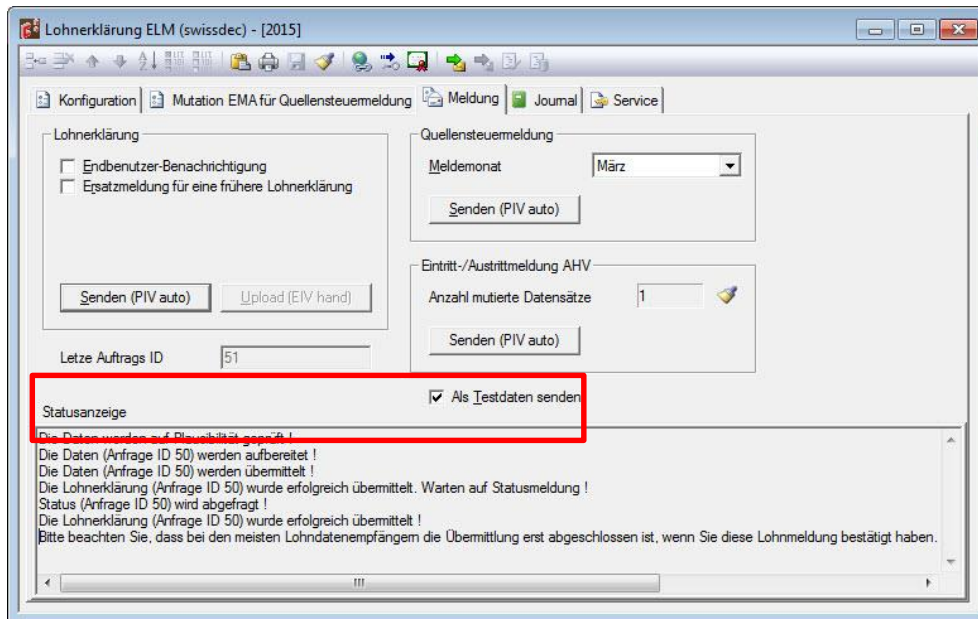 Lohnerklärung ELM (swissdec) - [2015]
Konfiguration
Mutation EMA für Quellensteuermeldung
Meldung
Journal
Service
Lohnerklärung
Endbenutzer-Benachrichtigung
Ersatzmeldung für eine frühere Lohnerklärung
Senden (PIV auto)
Upload (EIV hand)
Letze Auftrags ID
51
Quellensteuermeldung
Meldemonat
März
Senden (PIV auto)
Eintritt-/Austrittmeldung AHV
Anzahl mutierte Datensätze
1
Senden (PIV auto)
Als Testdaten senden
Statusanzeige
Die Daten werden auf Plausibilität geprüft !
Die Daten (Anfrage ID 50) werden aufbereitet !
Die Daten (Anfrage ID 50) werden übermittelt !
Die Lohnerklärung (Anfrage ID 50) wurde erfolgreich übermittelt. Warten auf Statusmeldung !
Status (Anfrage ID 50) wird abgefragt !
Die Lohnerklärung (Anfrage ID 50) wurde erfolgreich übermittelt !
Bitte beachten Sie, dass bei den meisten Lohndatenempfängern die Übermittlung erst abgeschlossen ist, wenn Sie diese Lohnmeldung bestätigt haben.